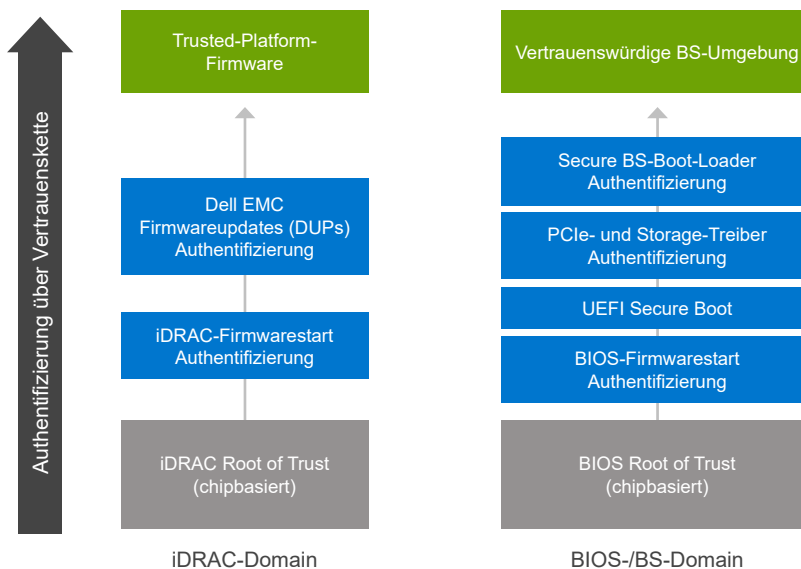 Authentifizierung über Vertrauenskette
Trusted-Platform-
Firmware
Dell EMC
Firmwareupdates (DUPs)
Authentifizierung
iDRAC-Firmwarestart
Authentifizierung
iDRAC Root of Trust
(chipbasiert)
iDRAC-Domain
Vertrauenswürdige BS-Umgebung
Secure BS-Boot-Loader
Authentifizierung
PCIe- und Storage-Treiber
Authentifizierung
UEFI Secure Boot
BIOS-Firmwarestart
Authentifizierung
BIOS Root of Trust
(chipbasiert)
BIOS-/BS-Domain